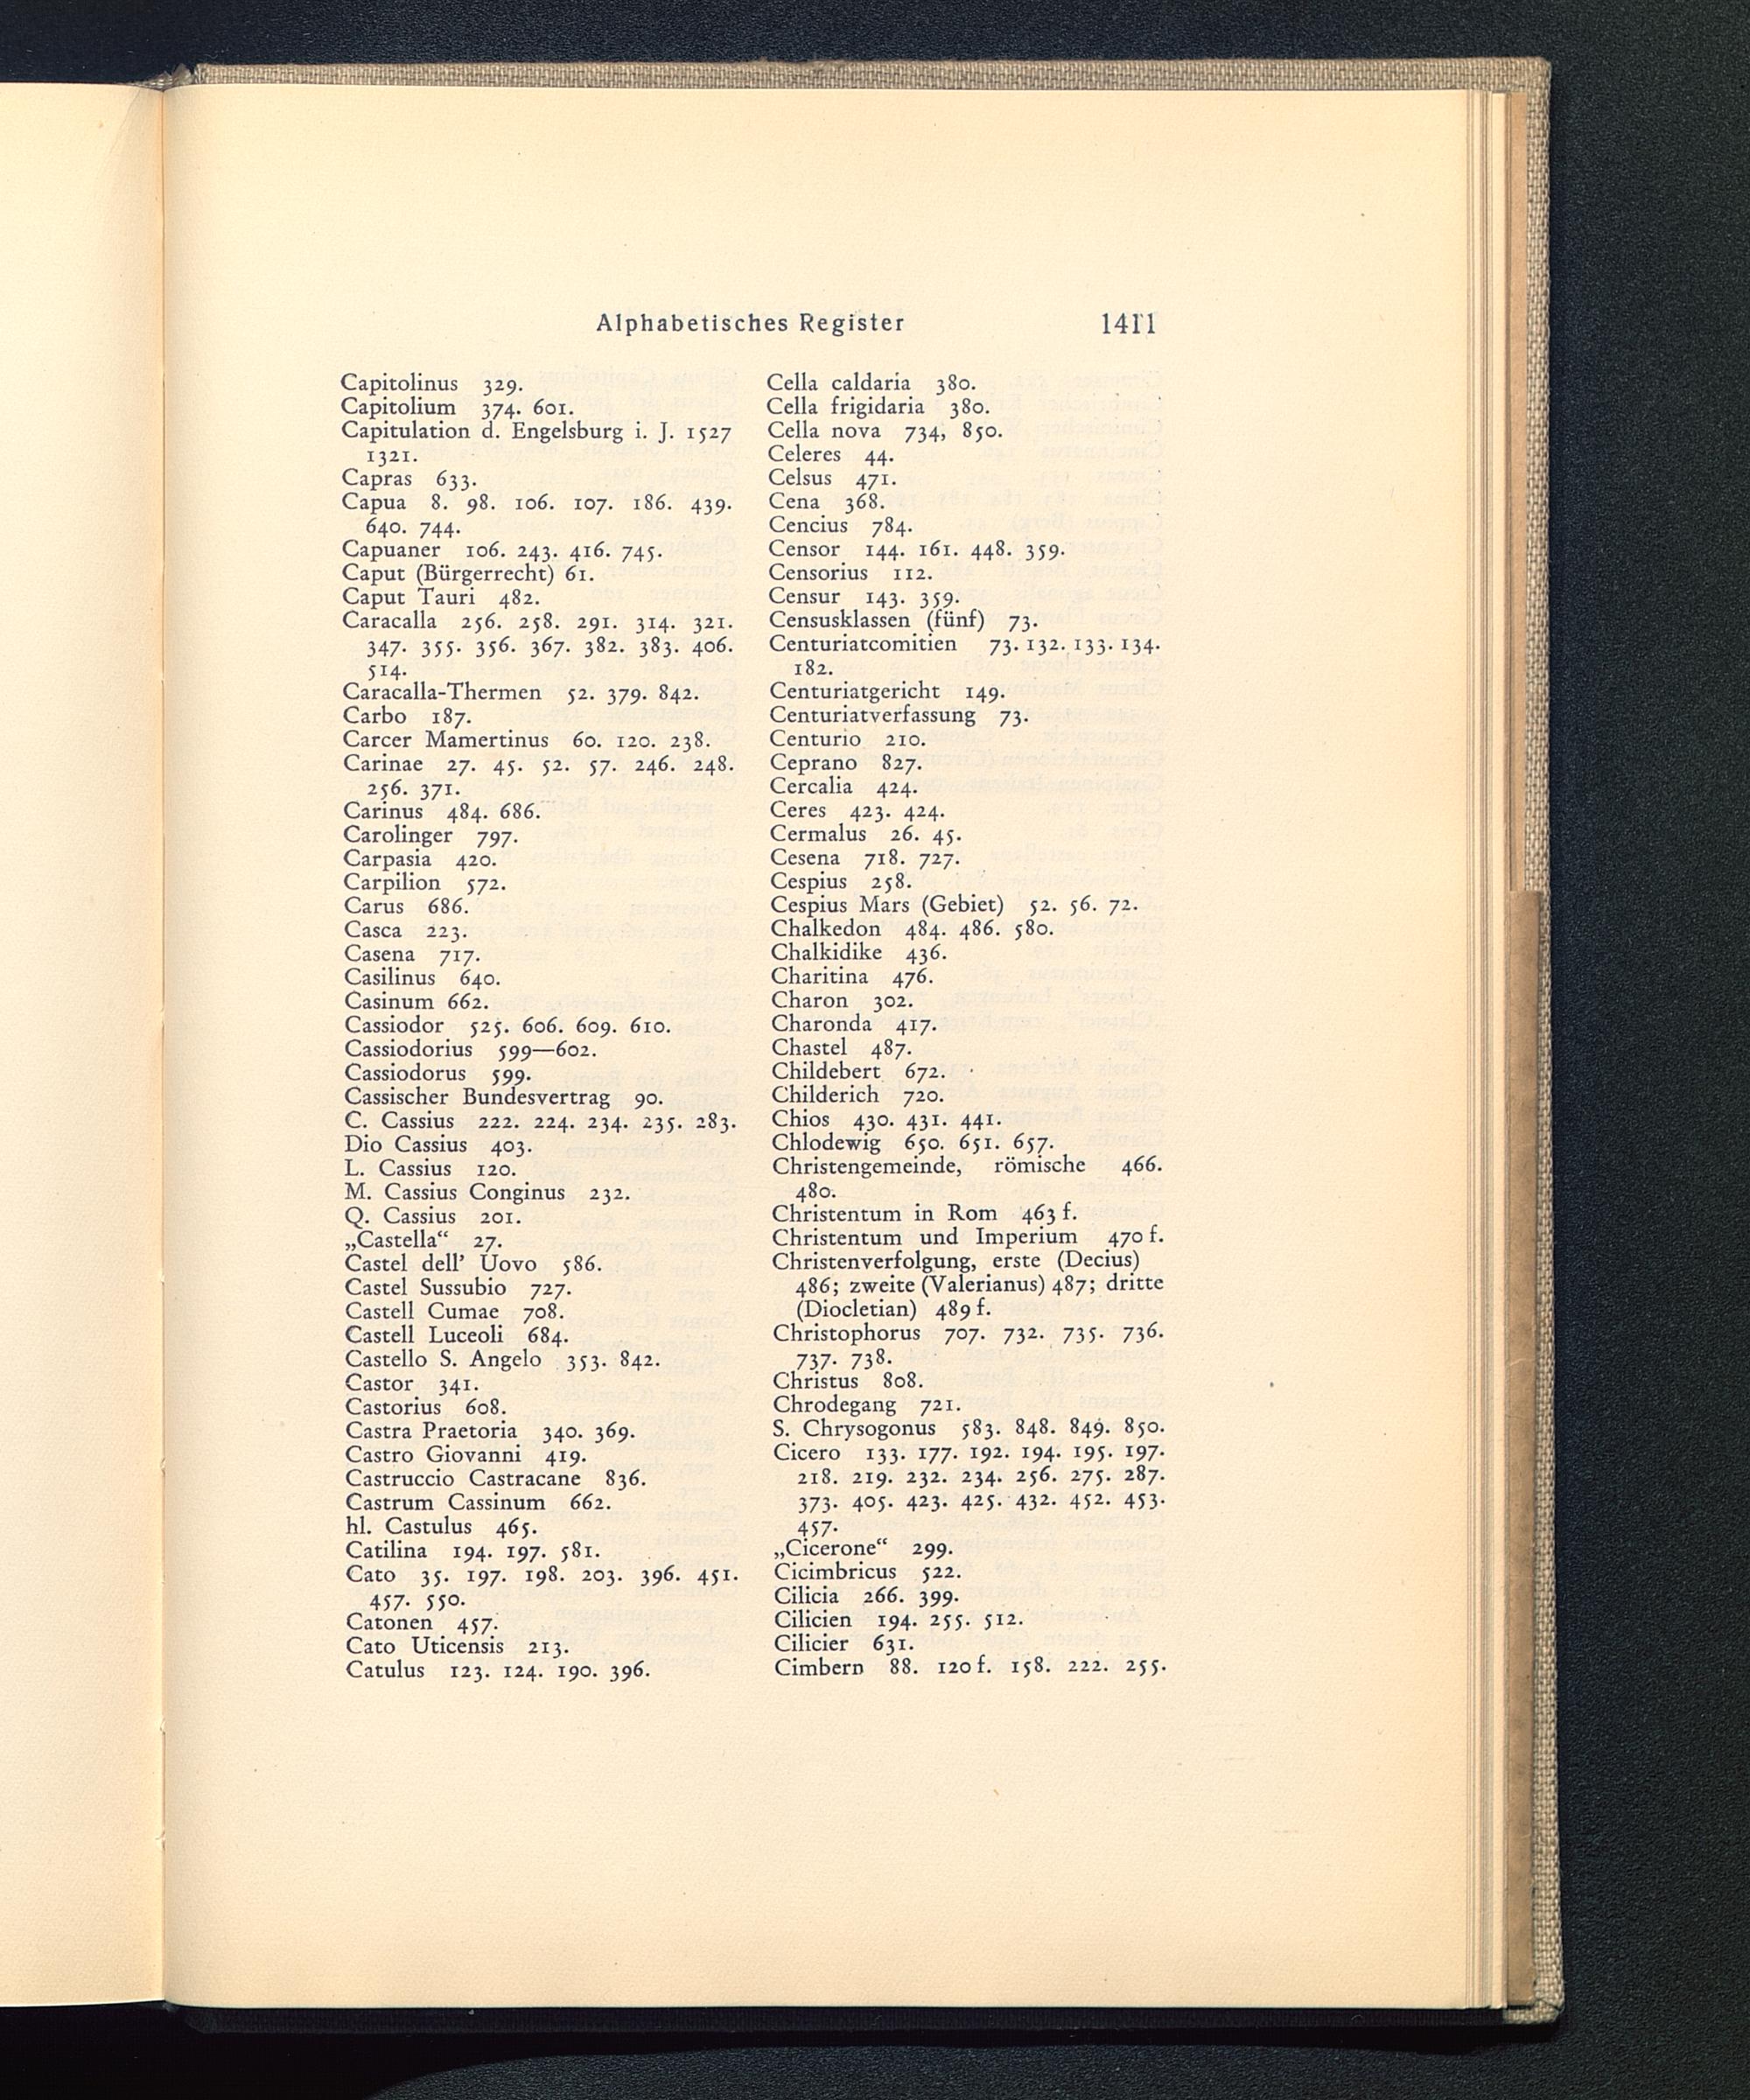 Alphabetisches Register 1411
Capitolinus 329.
Capitolium 374. 601.
Capitulation d. Engelsburg i. J. 1527
1321.
Capras 633.
Capua 8. 98. 106. 107. 186. 439.
640. 744.
Capuaner 106. 243. 416. 745.
Caput (Bürgerrecht) 61.
Caput Tauri 482.
Caracalla 256. 258. 291. 314. 321.
347. 355. 356. 367. 382. 383. 406.
514.
Caracalla-Thermen 52. 379. 842.
Carbo 187.
Carcer Mamertinus 60. 120. 238.
Carinae 27. 45. 52. 57. 246. 248.
256. 371.
Carinus 484. 686.
Carolinger 797.
Carpasia 420.
Carpilion 572.
Carus 686.
Casca 223.
Casena 717.
Casilinus 640.
Casinum 662.
Cassiodor 525. 606. 609. 610.
Cassiodorius 599—602.
Cassiodorus 599.
Cassischer Bundesvertrag 90.
C. Cassius 222. 224. 234. 235. 283.
Dio Cassius 403.
L. Cassius 120.
M. Cassius Conginus 232.
Q. Cassius 201.
„Castella“ 27.
Castel dell' Uovo 586.
Castel Sussubio 727.
Castell Cumae 708.
Castell Luceoli 684.
Castello S. Angelo 353. 842.
Castor 341.
Castorius 608.
Castra Praetoria 340. 369.
Castro Giovanni 419.
Castruccio Castracane 836.
Castrum Cassinum 662.
hl. Castulus 465.
Catilina 194. 197. 581.
Cato 35. 197. 198. 203. 396. 451.
457. 550.
Catonen 457.
Cato Uticensis 213.
Catulus 123. 124. 190. 396.
Cella caldaria 380.
Cella frigidaria 380.
Cella nova 734, 850.
Celeres 44.
Celsus 471.
Cena 368.
Cencius 784.
Censor 144. 161. 448. 359.
Censorius 112.
Censur 143. 359.
Censusklassen (fünf) 73.
Centuriatcomitien 73. 132. 133. 134.
182.
Centuriatgericht 149.
Centuriatverfassung 73.
Centurio 210.
Ceprano 827.
Cercalia 424.
Ceres 423. 424.
Cermalus 26. 45.
Cesena 718. 727.
Cespius 258.
Cespius Mars (Gebiet) 52. 56. 72.
Chalkedon 484. 486. 580.
Chalkidike 436.
Charitina 476.
Charon 302.
Charonda 417.
Chastel 487.
Childebert 672.
Childerich 720.
Chios 430. 431. 441.
Chlodewig 650. 651. 657.
Christengemeinde, römische 466.
480.
Christentum in Rom 463 f.
Christentum und Imperium 470 f.
Christenverfolgung, erste (Decius)
486; zweite (Valerianus) 487; dritte
(Diocletian) 489 f.
Christophorus 707. 732. 735. 736.
737. 738.
Christus 808.
Chrodegang 721.
S. Chrysogonus 583. 848. 849. 850.
Cicero 133. 177. 192. 194. 195. 197.
218. 219. 232. 234. 256. 275. 287.
373. 405. 423. 425. 432. 452. 453.
457.
„Cicerone“ 299.
Cicimbricus 522.
Cilicia 266. 399.
Cilicien 194. 255. 512.
Cilicier 631.
Cimbern 88. 120 f. 158. 222. 255.